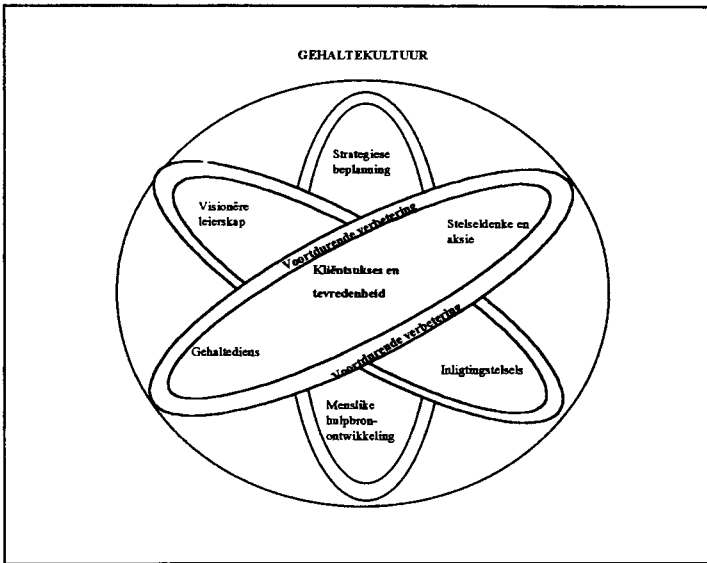 GEHALTEKULTUUR
Strategiese
beplanning
Visionêre
leierskap
Stelseldenke en
aksie
Voortdurende verbetering
Kliëntsukses en
tevredenheid
Voortdurende verbetering
Gehaltediens
Inligtingstelsels
Menslike
hulpbron-
ontwikkeling